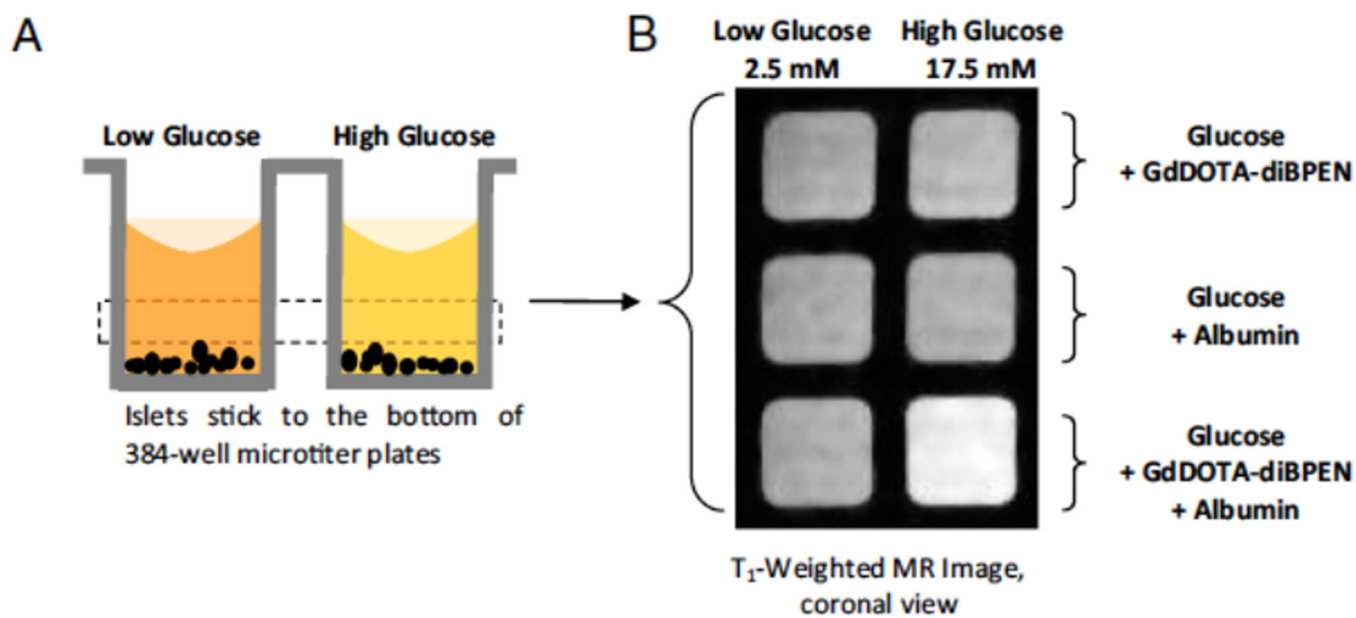 A
Low Glucose High Glucose
Islets stick to the bottom of
384-well microtiter plates
B
Low Glucose High Glucose
2.5 mM 17.5 mM
Glucose
+ GdDOTA-diBPEN
Glucose
+ Albumin
Glucose
+ GdDOTA-diBPEN
+ Albumin
T₁-Weighted MR Image,
coronal view